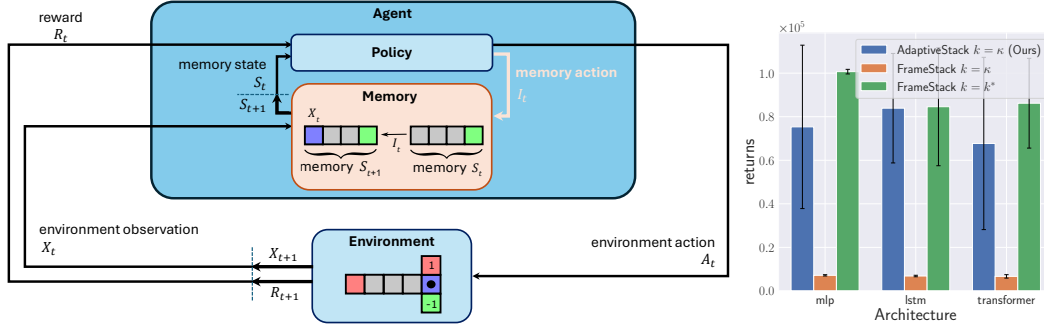 reward
R_t
Agent
Policy
memory state
S_t
S_{t+1}
memory action
I_t
Memory
X_t
I_t
memory S_{t+1}
memory S_t
environment observation
X_t
X_{t+1}
R_{t+1}
Environment
1
-1
environment action
A_t
×10^5
AdaptiveStack k = κ (Ours)
FrameStack k = κ
FrameStack k = k*
1.0
0.8
0.6
0.4
0.2
0.0
returns
mlp
lstm
transformer
Architecture